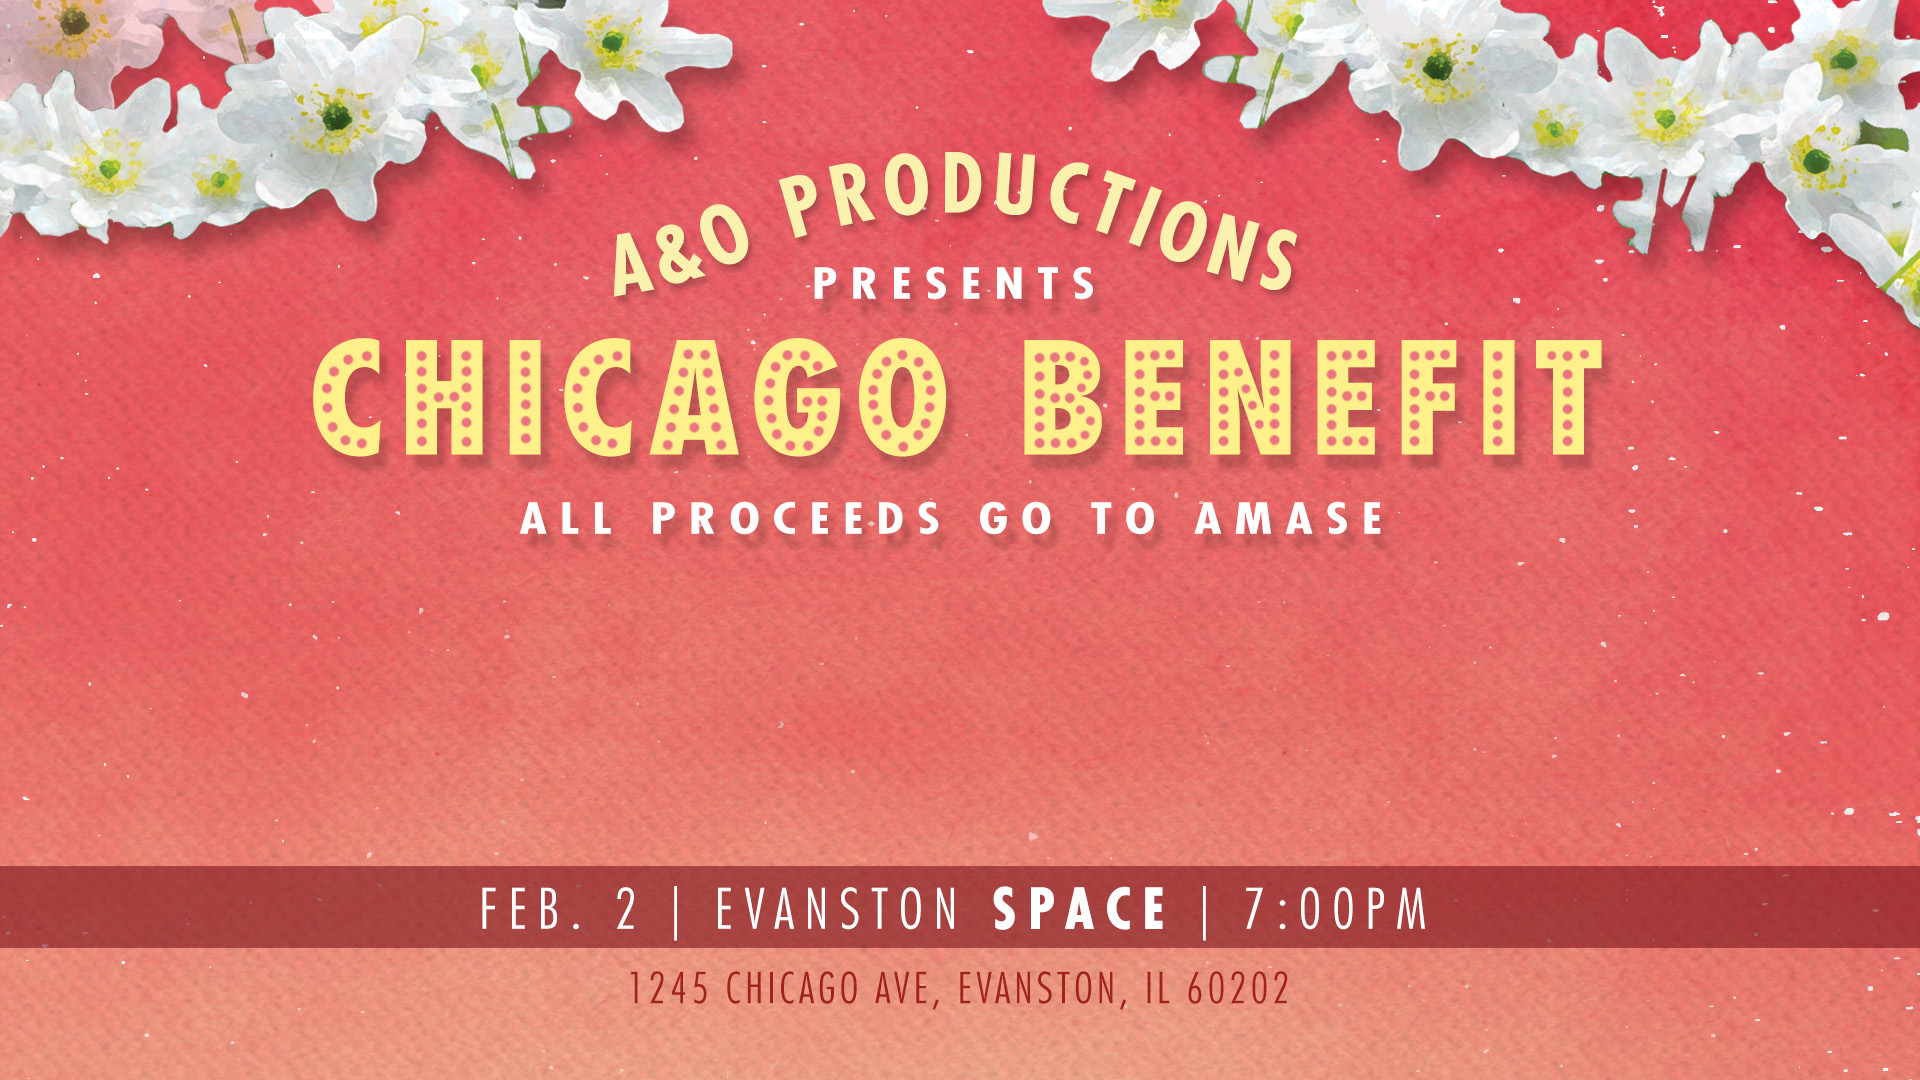 A&O PRODUCTIONS
PRESENTS
CHICAGO BENEFIT
ALL PROCEEDS GO TO AMASE
FEB. 2 | EVANSTON SPACE | 7:00PM
1245 CHICAGO AVE, EVANSTON, IL 60202